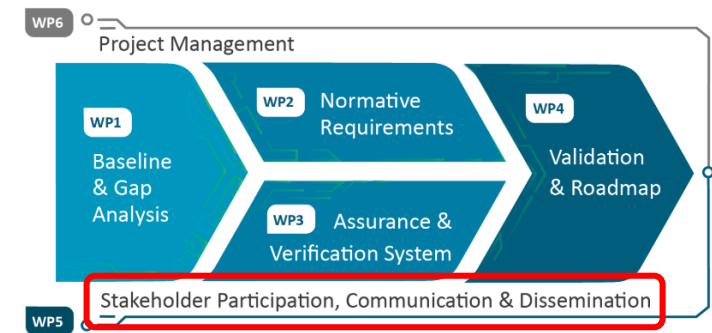 WP6
Project Management
WP1
Baseline
& Gap
Analysis
WP2
Normative
Requirements
WP3
Assurance &
Verification System
WP4
Validation
& Roadmap
Stakeholder Participation, Communication & Dissemination
WP5